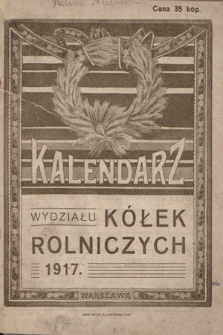 Cena 35 kop.
KALENDARZ
WYDZIAŁU KÓŁEK
ROLNICZYCH
1917.
WARSZAWA